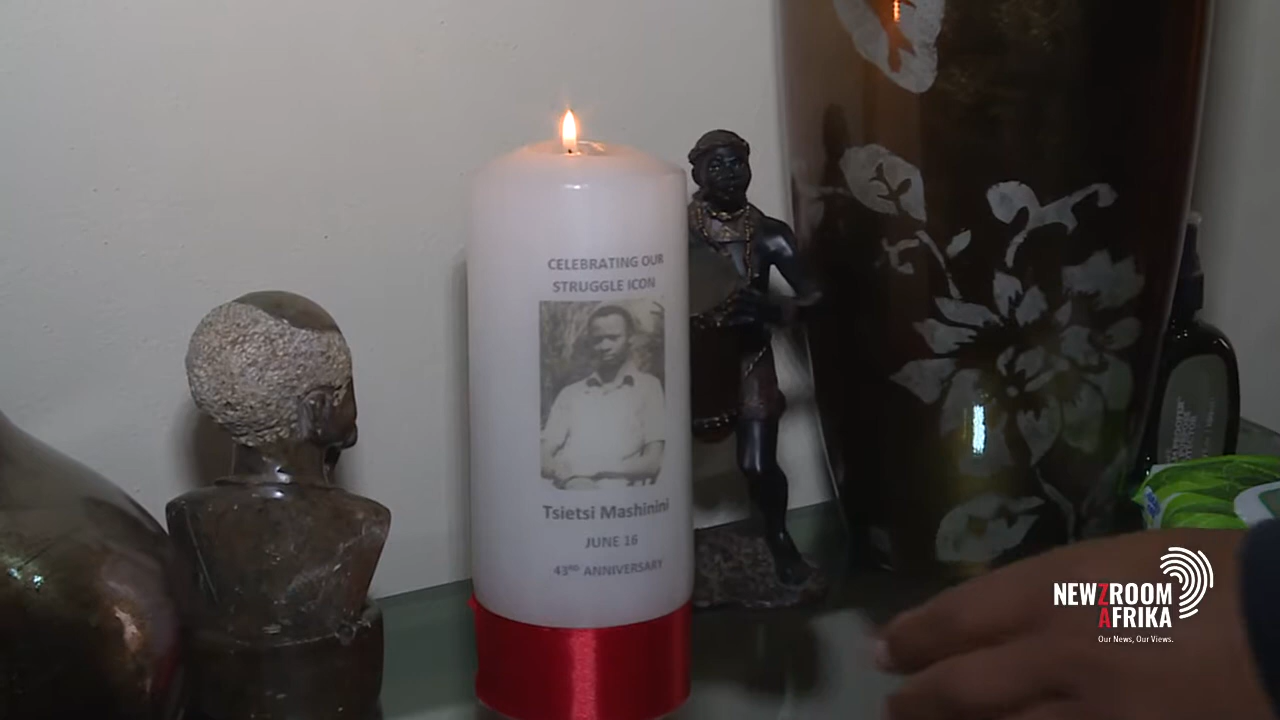 CELEBRATING OUR
STRUGGLE ICON
Tsietsi Mashinini
JUNE 16
43RD ANNIVERSARY
NEWZROOM
AFRIKA
Our News, Our Views.